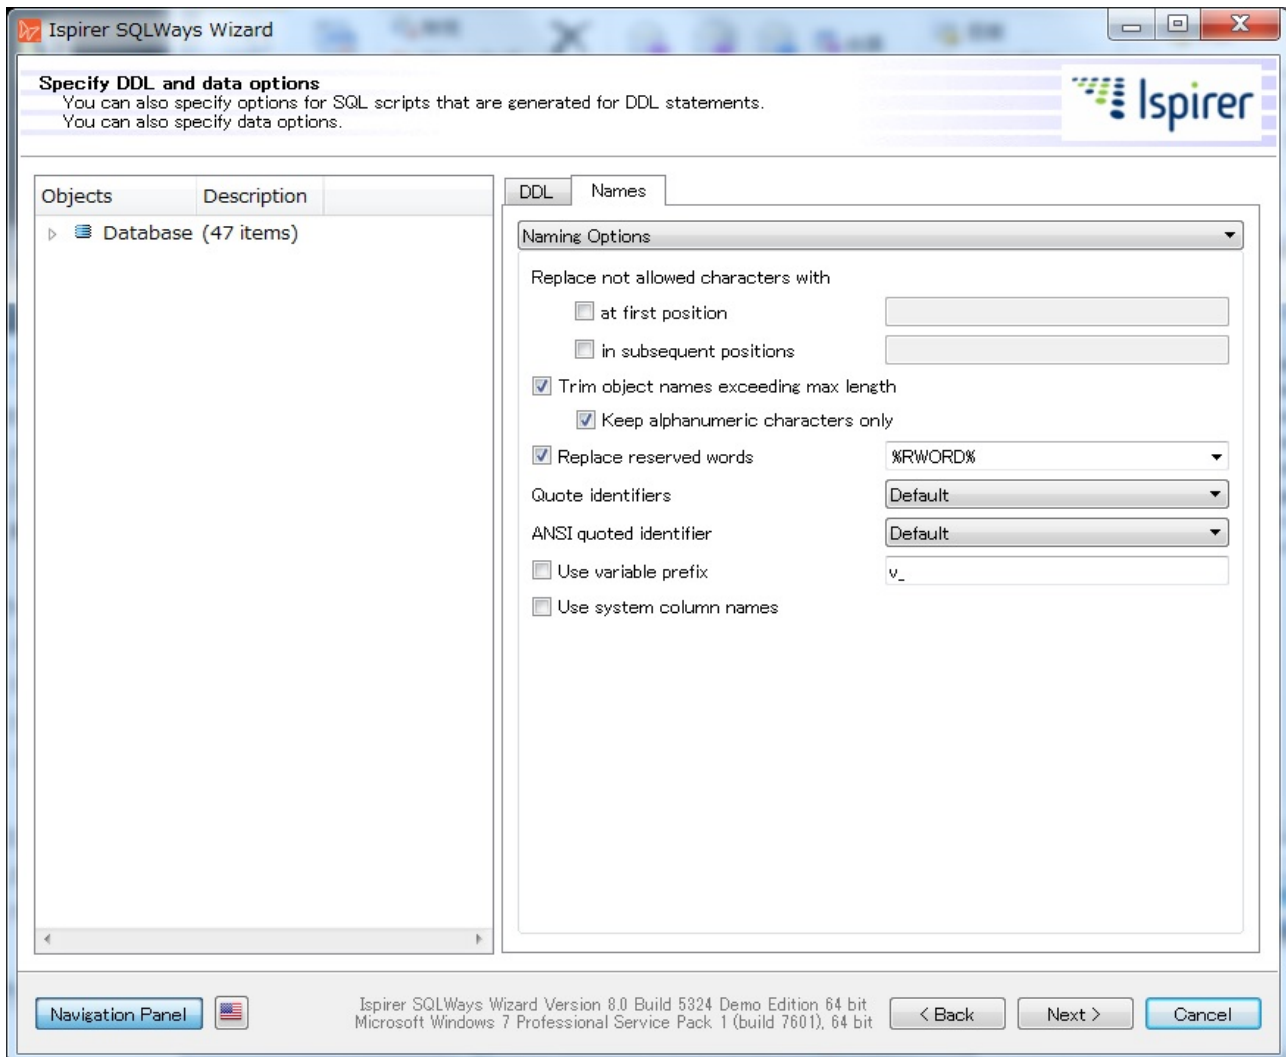 Ispirer SQLWays Wizard
Specify DDL and data options
You can also specify options for SQL scripts that are generated for DDL statements.
You can also specify data options.
Ispirer
Objects Description
Database (47 items)
DDL Names
Naming Options
Replace not allowed characters with
at first position
in subsequent positions
Trim object names exceeding max length
Keep alphanumeric characters only
Replace reserved words %RWORD%
Quote identifiers Default
ANSI quoted identifier Default
Use variable prefix v_
Use system column names
Navigation Panel
Ispirer SQLWays Wizard Version 8.0 Build 5324 Demo Edition 64 bit
Microsoft Windows 7 Professional Service Pack 1 (build 7601), 64 bit
< Back Next > Cancel